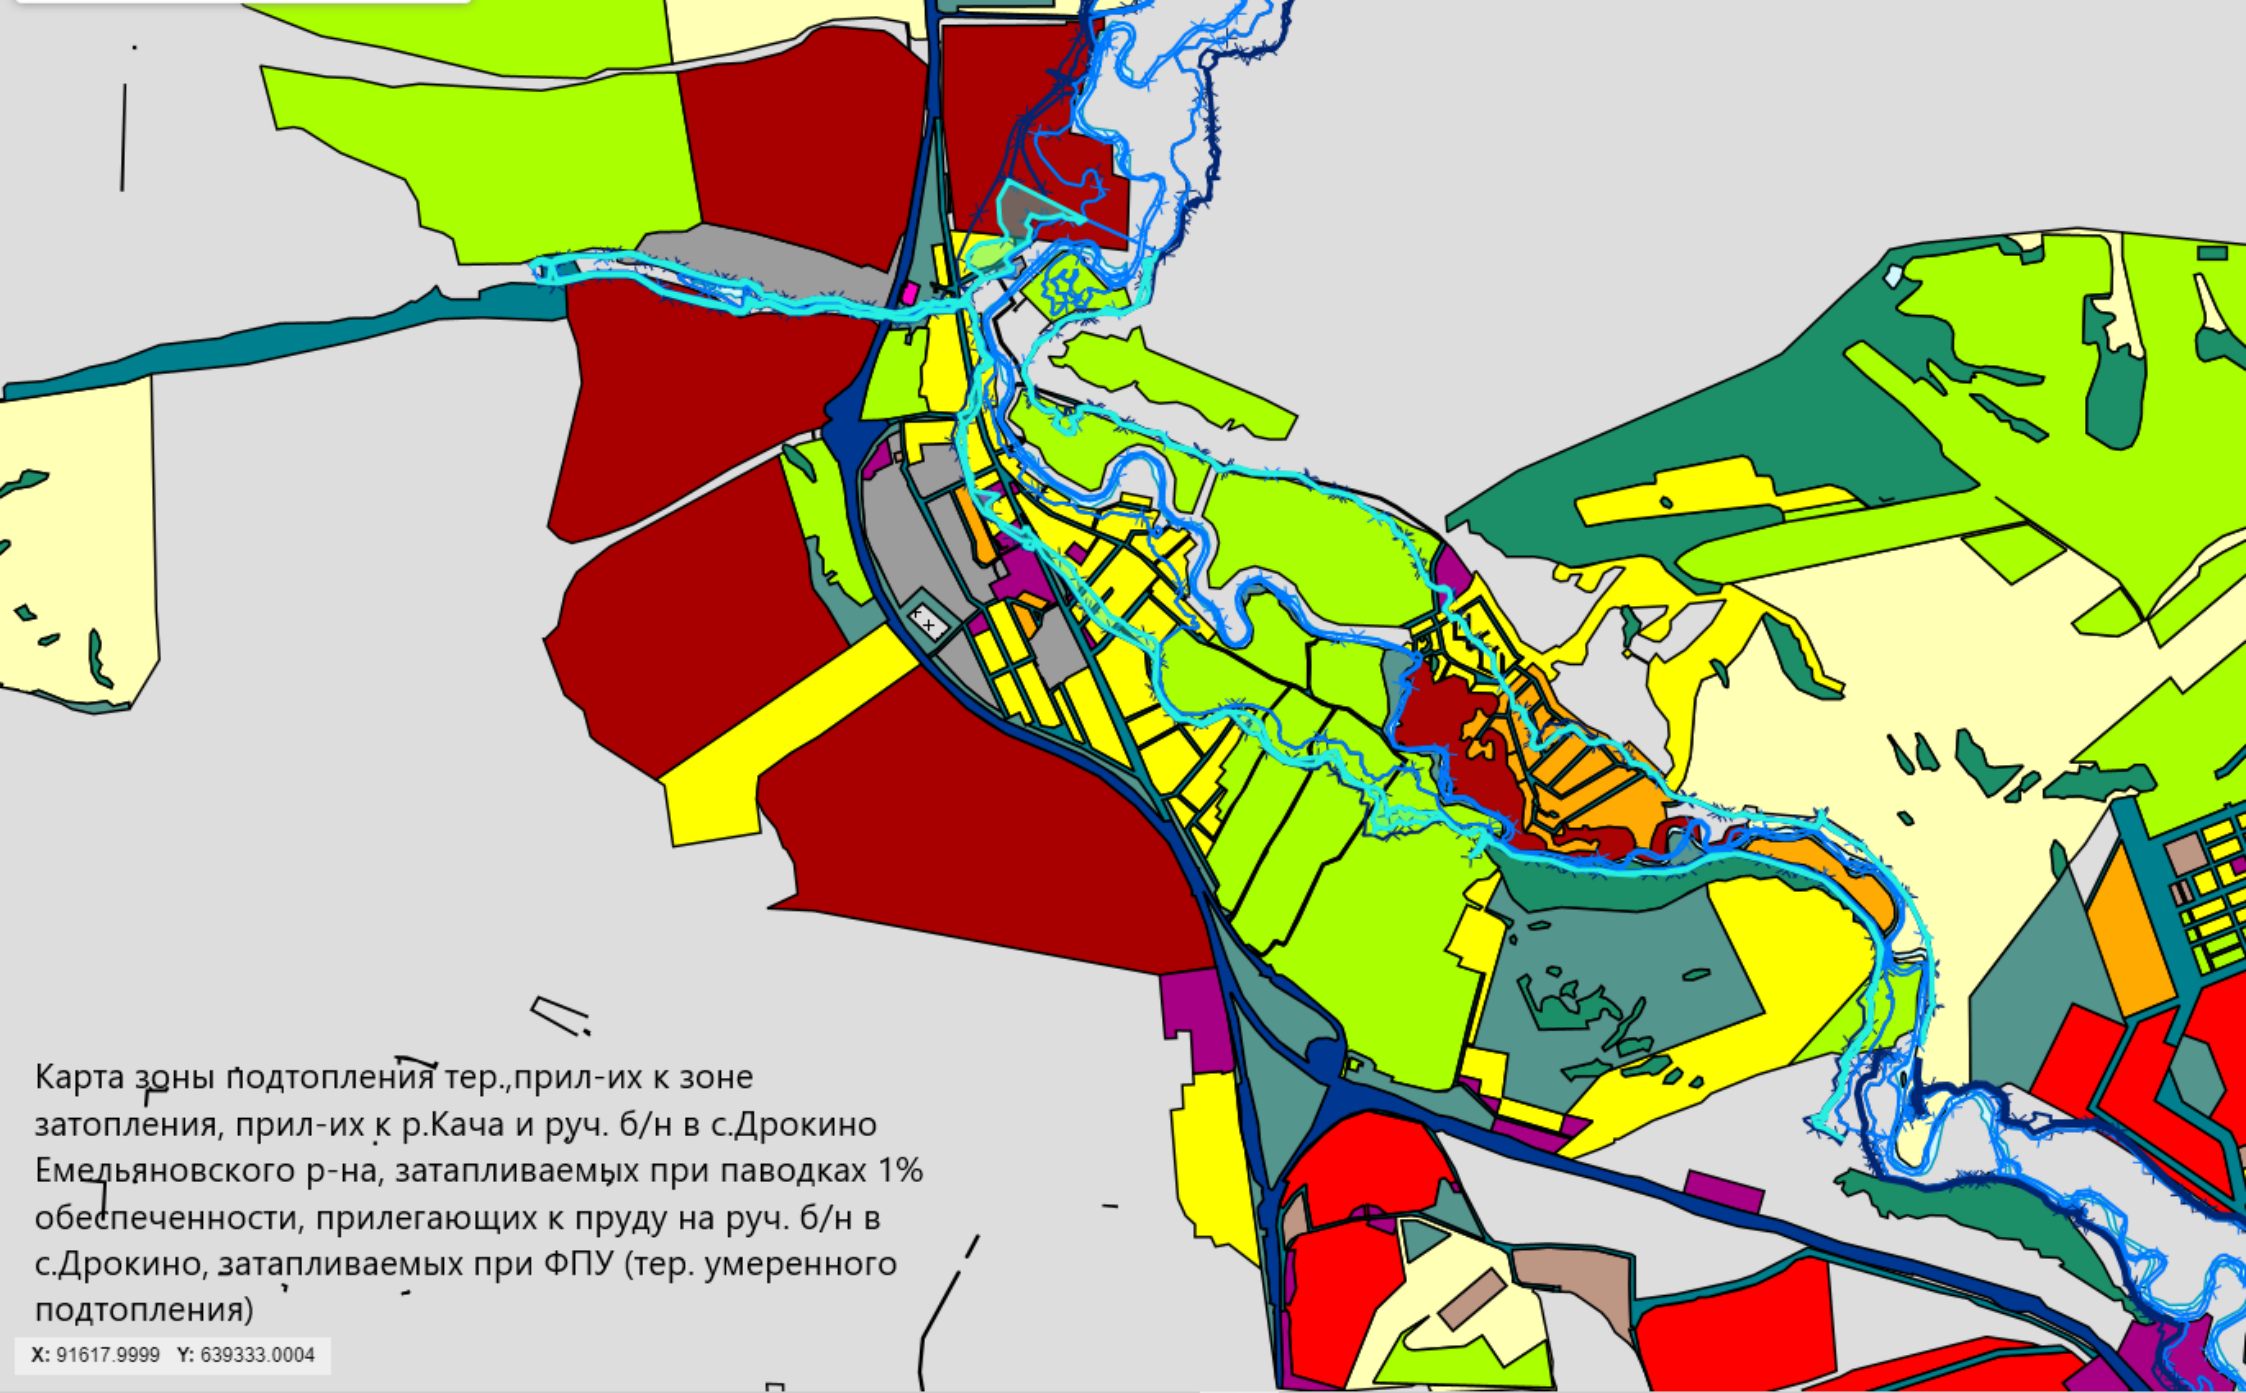 Карта зоны подтопления тер.,прил-их к зоне
затопления, прил-их к р.Кача и руч. б/н в с.Дрокино
Емельяновского р-на, затапливаемых при паводках 1%
обеспеченности, прилегающих к пруду на руч. б/н в
с.Дрокино, затапливаемых при ФПУ (тер. умеренного
подтопления)
X: 91617.9999 Y: 639333.0004